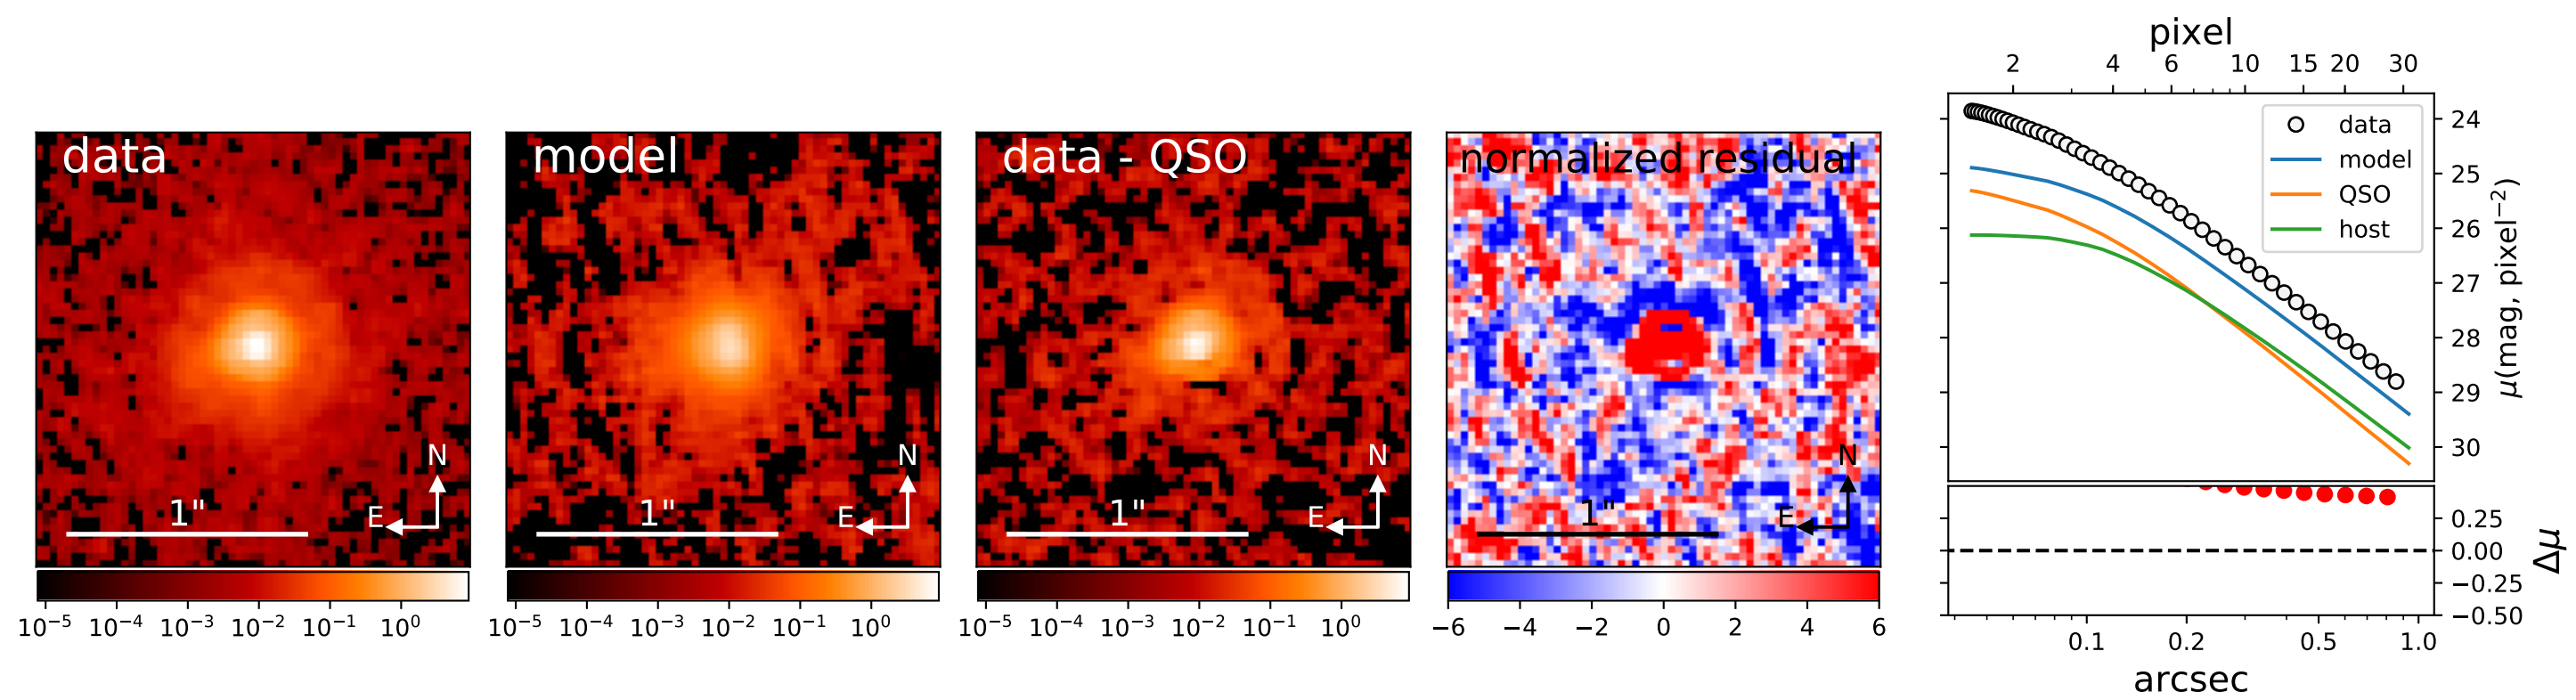 data
N
E
1"
10⁻⁵ 10⁻⁴ 10⁻³ 10⁻² 10⁻¹ 10⁰
model
N
E
1"
10⁻⁵ 10⁻⁴ 10⁻³ 10⁻² 10⁻¹ 10⁰
data - QSO
N
E
1"
10⁻⁵ 10⁻⁴ 10⁻³ 10⁻² 10⁻¹ 10⁰
normalized residual
N
E
1"
−6 −4 −2 0 2 4 6
pixel
2 4 6 10 15 20 30
data
model
QSO
host
24
25
26
27
28
29
30
μ(mag, pixel⁻²)
0.25
0.00
−0.25
−0.50
Δμ
0.1 0.2 0.5 1.0
arcsec